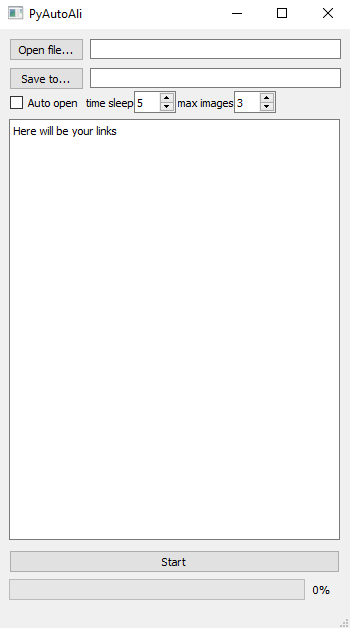 PyAutoAli
Open file...
Save to...
Auto open time sleep 5 max images 3
Here will be your links
Start
0%